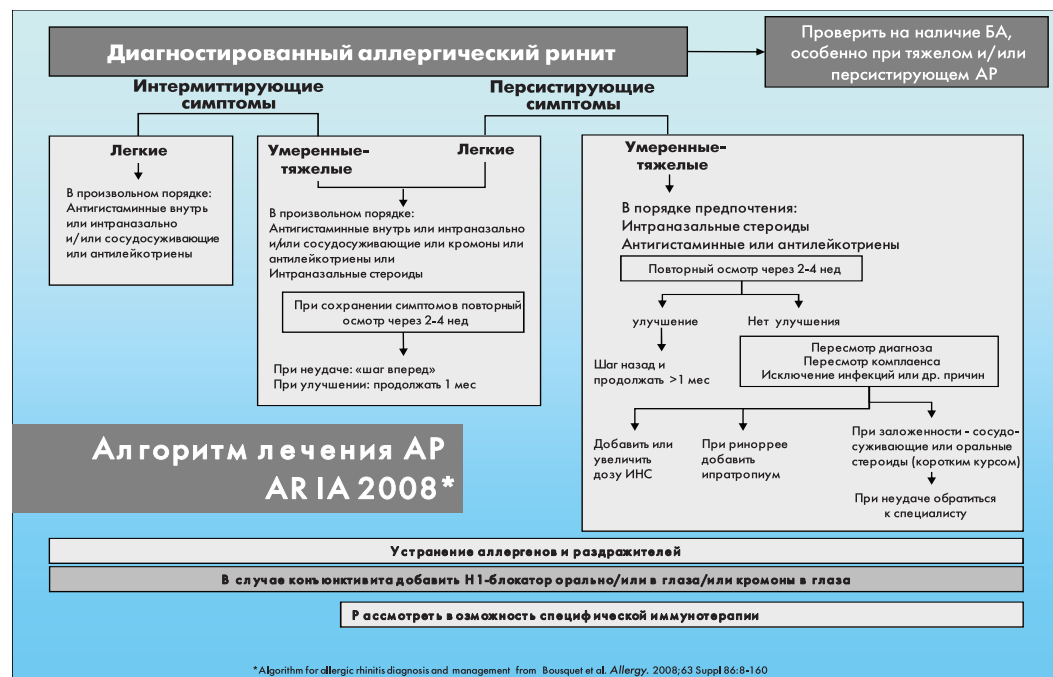 Диагностированный аллергический ринит
Проверить на наличие БА,
особенно при тяжелом и/или
персистирующем АР
Интермиттирующие
симптомы
Персистирующие
симптомы
Легкие
В произвольном порядке:
Антигистаминные внутрь
или интраназально
и/или сосудосуживающие
или антилейкотриены
Умеренные-
тяжелые
Легкие
В произвольном порядке:
Антигистаминные внутрь или интраназально
и/или сосудосуживающие или кромоны или
антилейкотриены или
Интраназальные стероиды
При сохранении симптомов повторный
осмотр через 2-4 нед
При неудаче: «шаг вперед»
При улучшении: продолжать 1 мес
Умеренные-
тяжелые
В порядке предпочтения:
Интраназальные стероиды
Антигистаминные или антилейкотриены
Повторный осмотр через 2-4 нед
улучшение
Нет улучшения
Шаг назад и
продолжать >1 мес
Пересмотр диагноза
Пересмотр комплаенса
Исключение инфекций или др. причин
Добавить или
увеличить
дозу ИНС
При ринорее
добавить
ипратропиум
При заложенности - сосудо-
суживающие или оральные
стероиды (коротким курсом)
При неудаче обратиться
к специалисту
Алгоритм лечения АР
ARIA 2008*
Устранение аллергенов и раздражителей
В случае конъюнктивита добавить Н1-блокатор орально/или в глаза/или кромоны в глаза
Рассмотреть возможность специфической иммунотерапии
*Algorithm for allergic rhinitis diagnosis and management from Bousquet et al. Allergy. 2008;63 Suppl 86:8-160